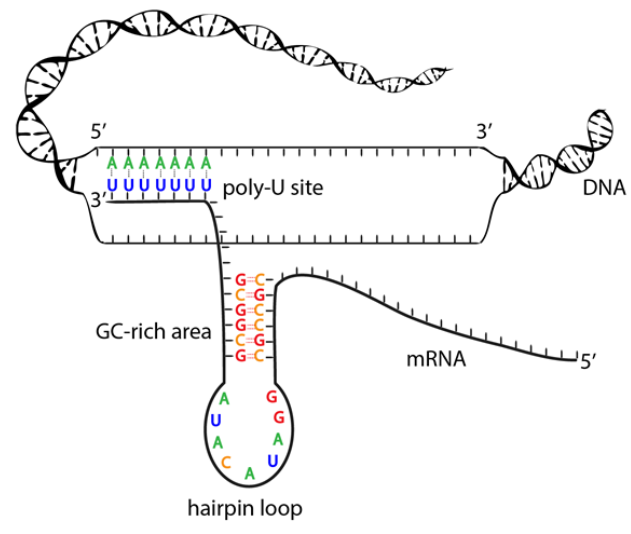 5′ 3′
A A A A A A A
U U U U U U U
poly-U site
DNA
3′
G C
C G
G C
G C
C G
G C
GC-rich area
mRNA
5′
A G
U G
A A
C A U
hairpin loop